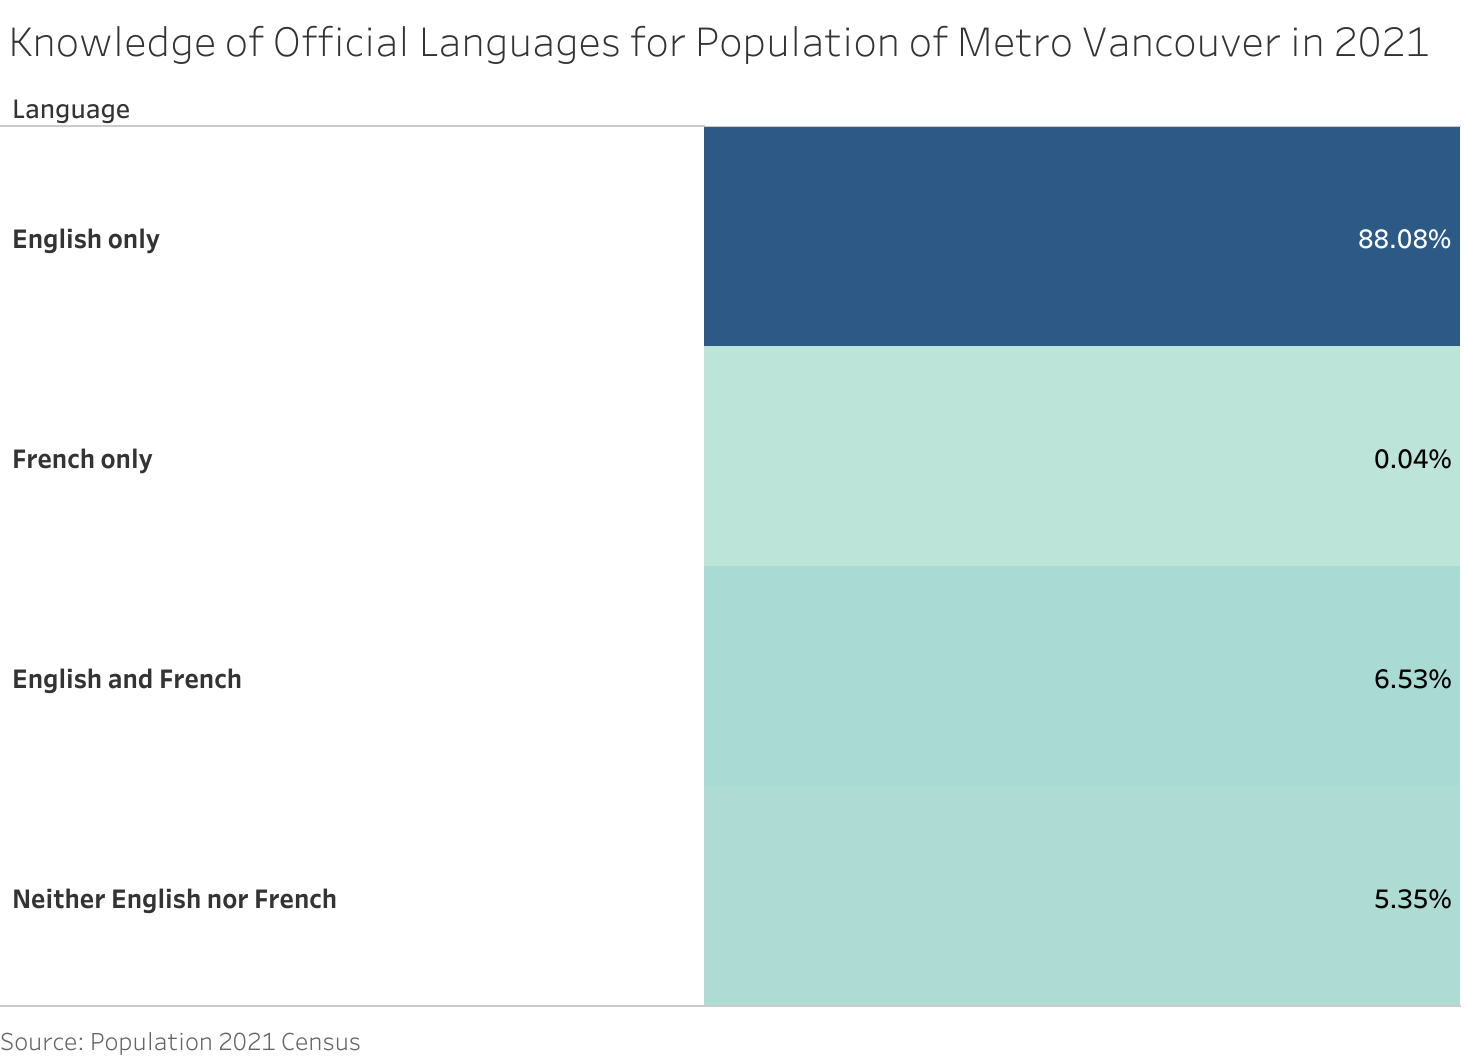 Knowledge of Official Languages for Population of Metro Vancouver in 2021
Language
English only 88.08%
French only 0.04%
English and French 6.53%
Neither English nor French 5.35%
Source: Population 2021 Census